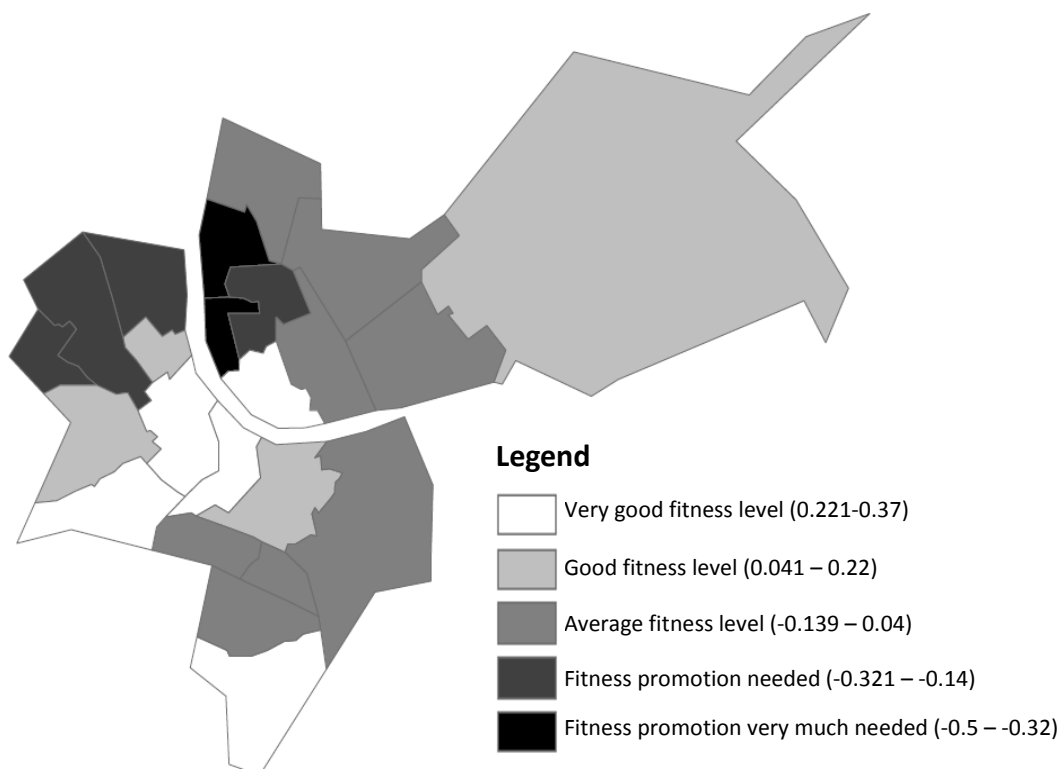 Legend
Very good fitness level (0.221-0.37)
Good fitness level (0.041 – 0.22)
Average fitness level (-0.139 – 0.04)
Fitness promotion needed (-0.321 – -0.14)
Fitness promotion very much needed (-0.5 – -0.32)